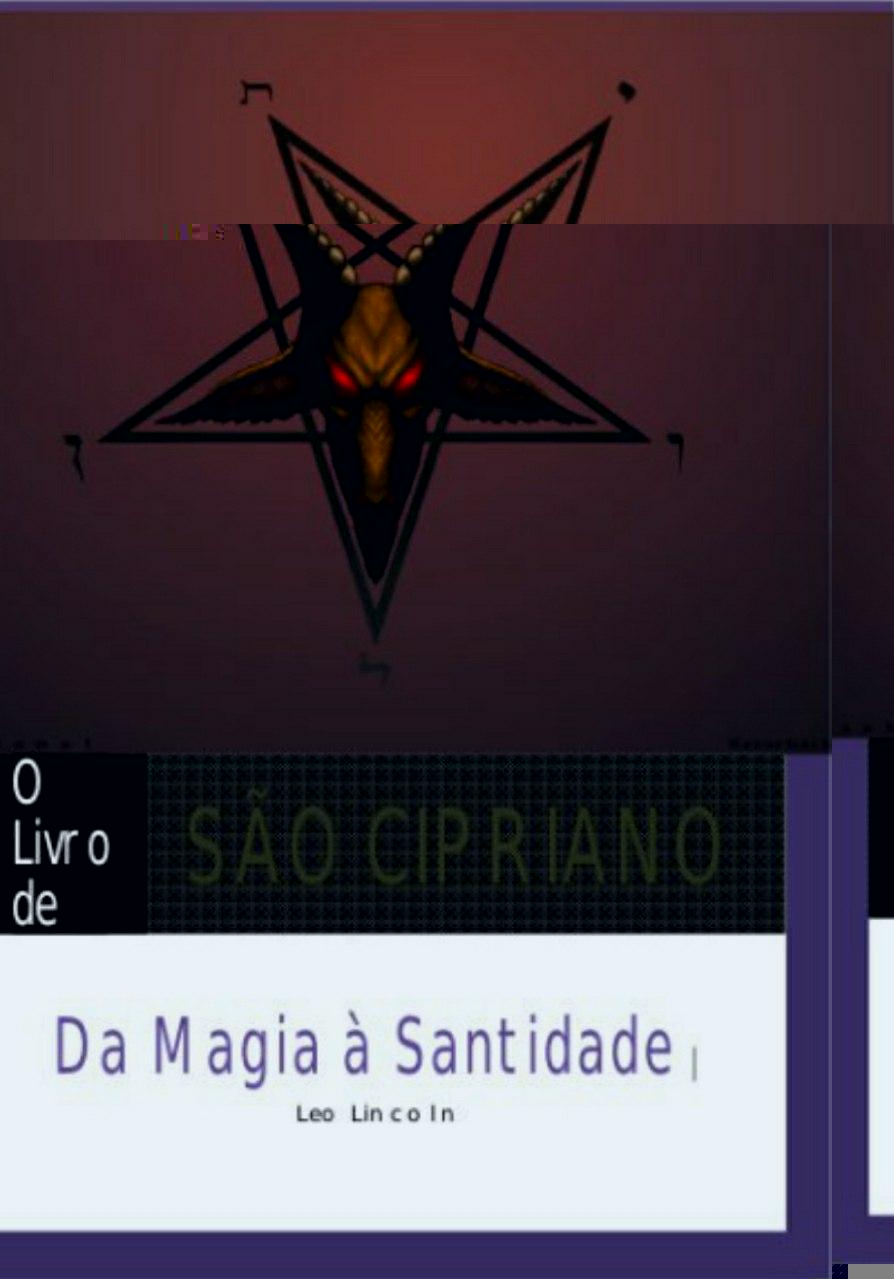 ת י
ן ו
ל
O
Livro
de
SÃO CIPRIANO
Da Magia à Santidade
Leo Lincoln